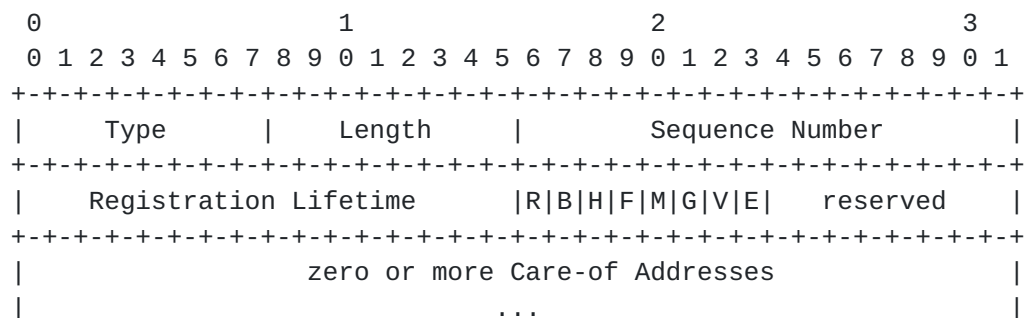 0                   1                   2                   3
 0 1 2 3 4 5 6 7 8 9 0 1 2 3 4 5 6 7 8 9 0 1 2 3 4 5 6 7 8 9 0 1
+-+-+-+-+-+-+-+-+-+-+-+-+-+-+-+-+-+-+-+-+-+-+-+-+-+-+-+-+-+-+-+-+
|     Type      |    Length     |        Sequence Number        |
+-+-+-+-+-+-+-+-+-+-+-+-+-+-+-+-+-+-+-+-+-+-+-+-+-+-+-+-+-+-+-+-+
|    Registration Lifetime      |R|B|H|F|M|G|V|E|   reserved    |
+-+-+-+-+-+-+-+-+-+-+-+-+-+-+-+-+-+-+-+-+-+-+-+-+-+-+-+-+-+-+-+-+
|                  zero or more Care-of Addresses               |
|                              ...                              |